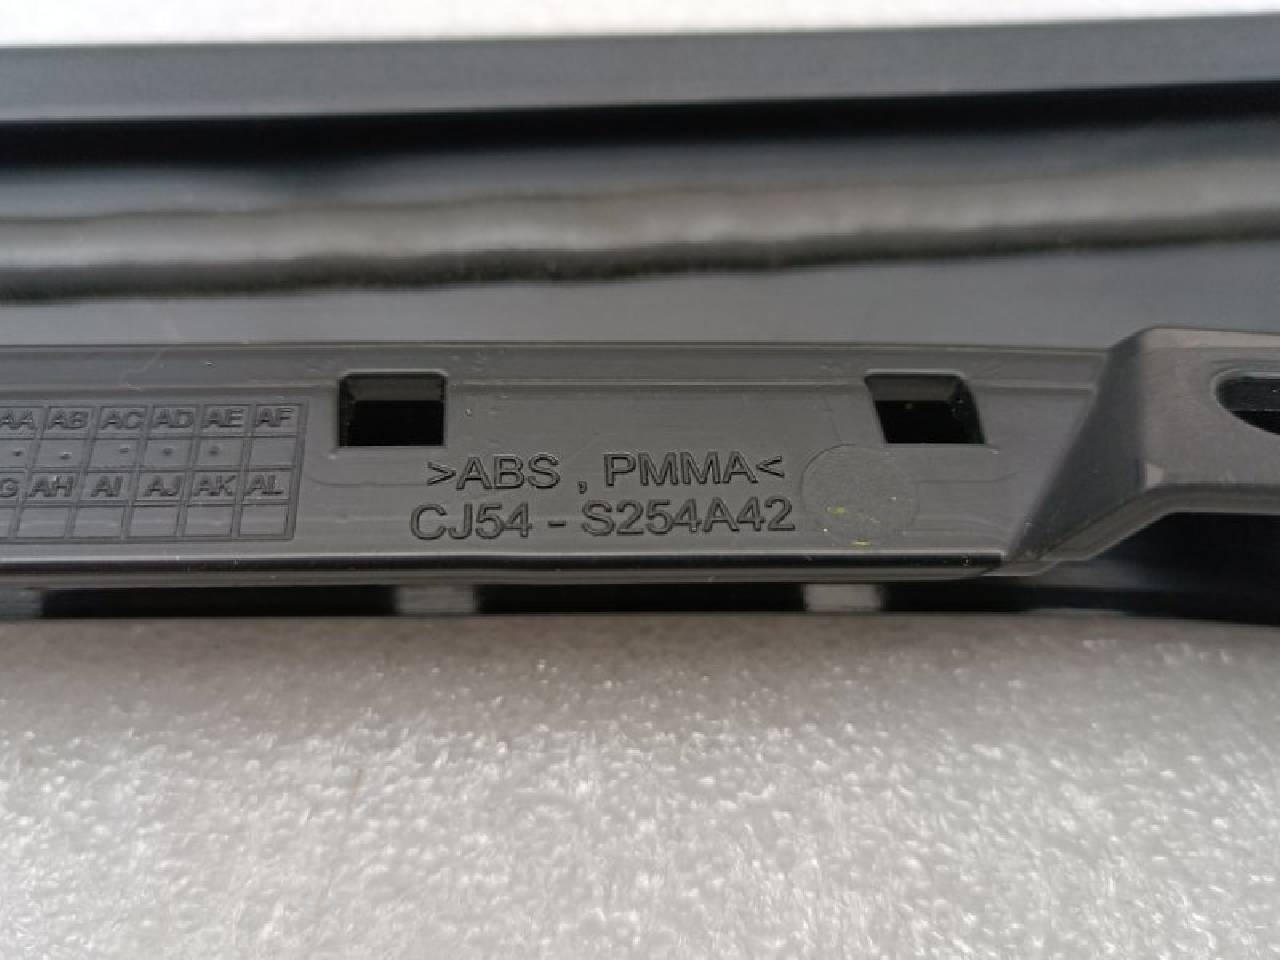 AA AB AC AD AE AF
G AH AI AJ AK AL
>ABS , PMMA<
CJ54 - S254A42